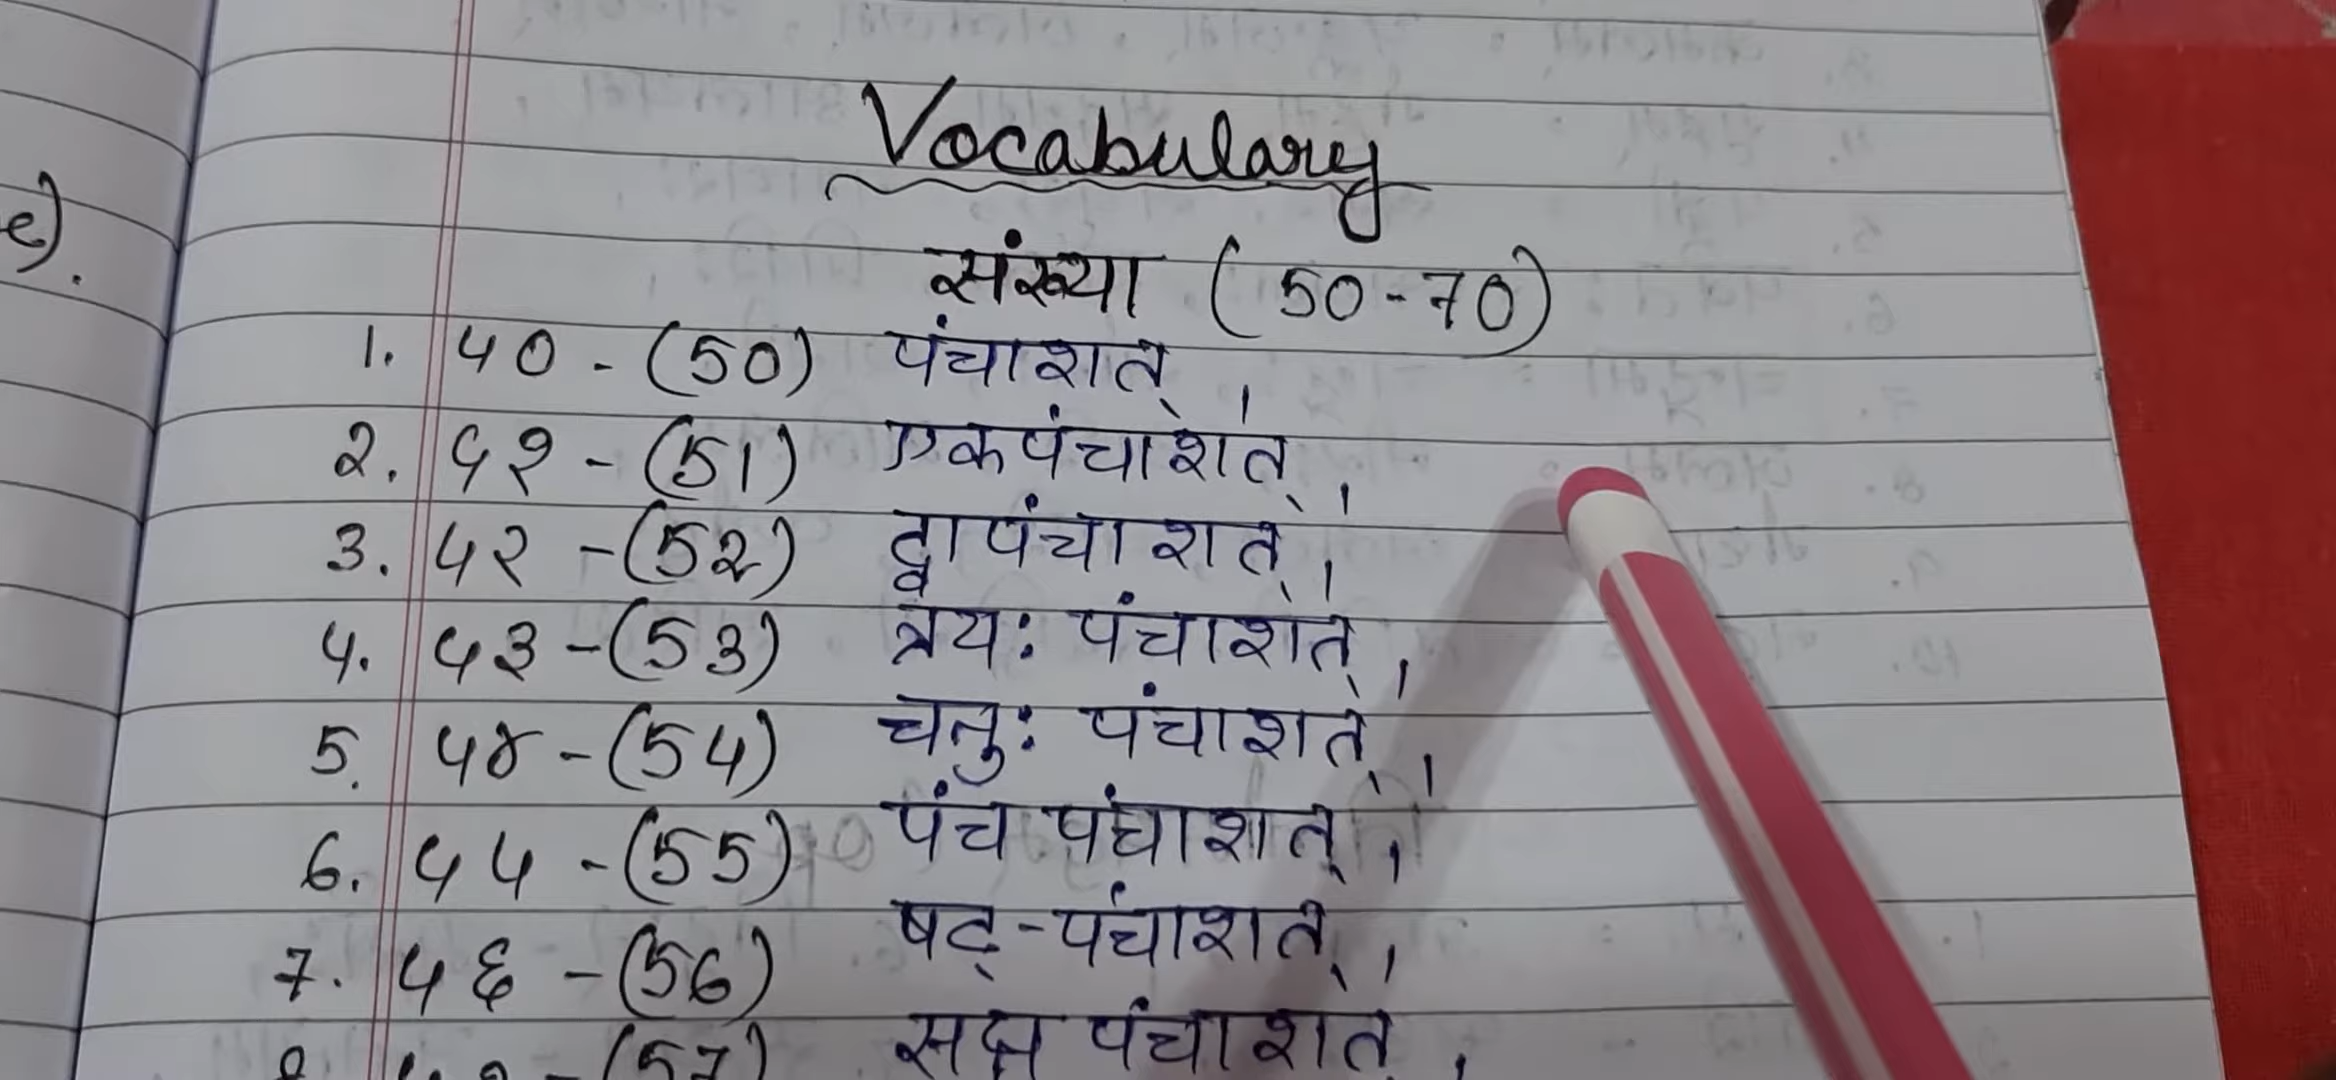 e).
Vocabulary
संख्या (50-70)
1. ५० - (50) पंचाशत्।
2. ५१ - (51) एकपंचाशत्।
3. ५२ - (52) द्वापंचाशत्।
4. ५३ - (53) त्रय: पंचाशत्।
5. ५४ - (54) चतु: पंचाशत्।
6. ५५ - (55) पंच पंचाशत्।
7. ५६ - (56) षट्-पंचाशत्।
8. ५७ - (57) सप्त पंचाशत्।